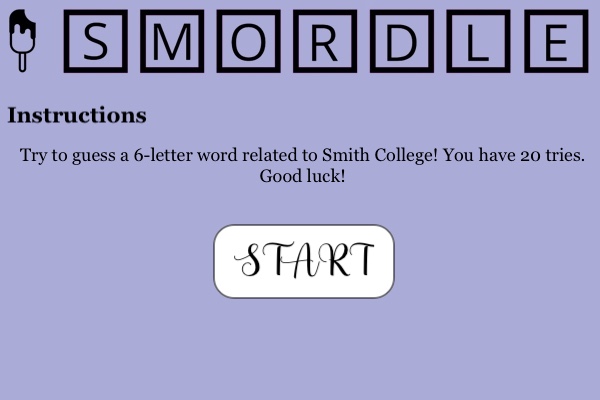 SMORDLE
Instructions
Try to guess a 6-letter word related to Smith College! You have 20 tries.
Good luck!
START